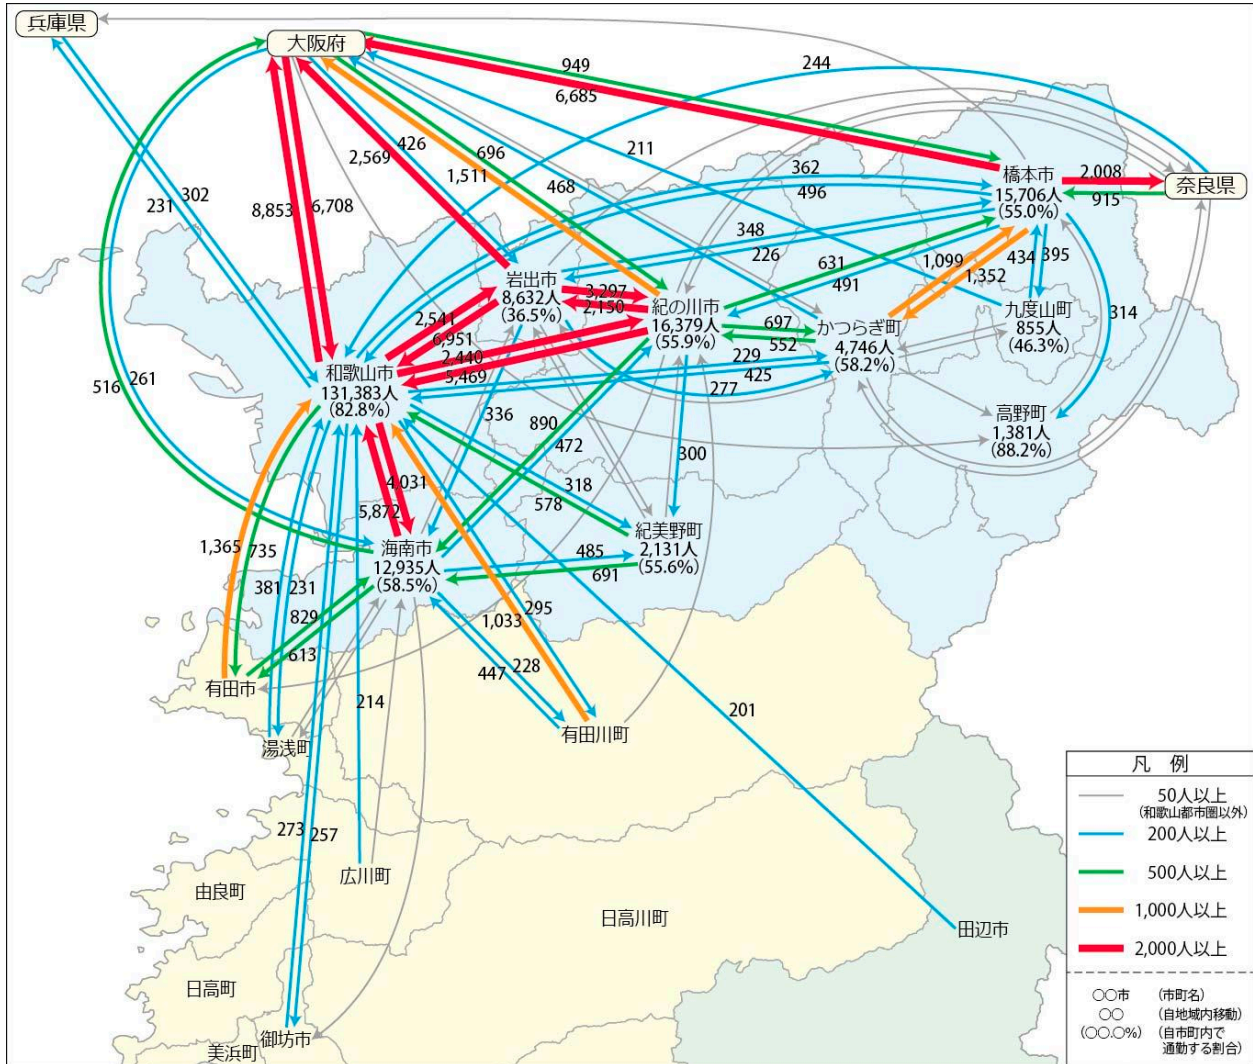 兵庫県
大阪府
244
949
6,685
426
2,569
696
211
1,511
362
橋本市
2,008
奈良県
302
231
468
496
15,706人
915
(55.0%)
8,853
6,708
348
226
434
395
1,099
1,352
631
491
岩出市
8,632人
(36.5%)
3,297
2,150
紀の川市
16,379人
(55.9%)
九度山町
855人
(46.3%)
314
2,541
6,951
2,440
5,469
697
552
かつらぎ町
4,746人
(58.2%)
和歌山市
131,383人
(82.8%)
229
425
277
516
261
336
890
472
高野町
1,381人
(88.2%)
300
318
578
4,031
5,872
紀美野町
2,131人
(55.6%)
海南市
12,935人
(58.5%)
485
691
1,365
735
381
231
829
613
1,033
295
447
228
有田市
214
201
湯浅町
有田川町
273
257
広川町
由良町
日高川町
田辺市
日高町
御坊市
美浜町
凡 例
50人以上
(和歌山都市圏以外)
200人以上
500人以上
1,000人以上
2,000人以上
○○市 (市町名)
○○ (自地域内移動)
(○○.○%) (自市町内で
通勤する割合)